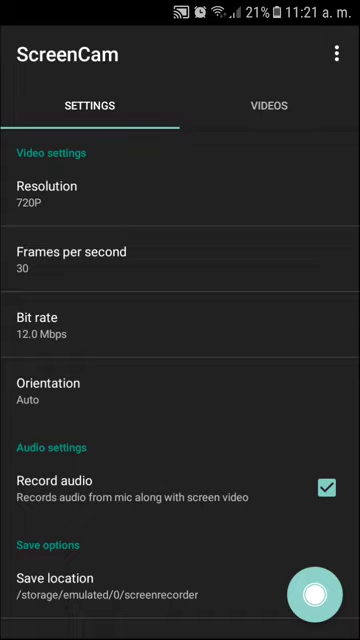 21% 11:21 a. m.
ScreenCam
SETTINGS VIDEOS
Video settings
Resolution
720P
Frames per second
30
Bit rate
12.0 Mbps
Orientation
Auto
Audio settings
Record audio
Records audio from mic along with screen video
Save options
Save location
/storage/emulated/0/screenrecorder